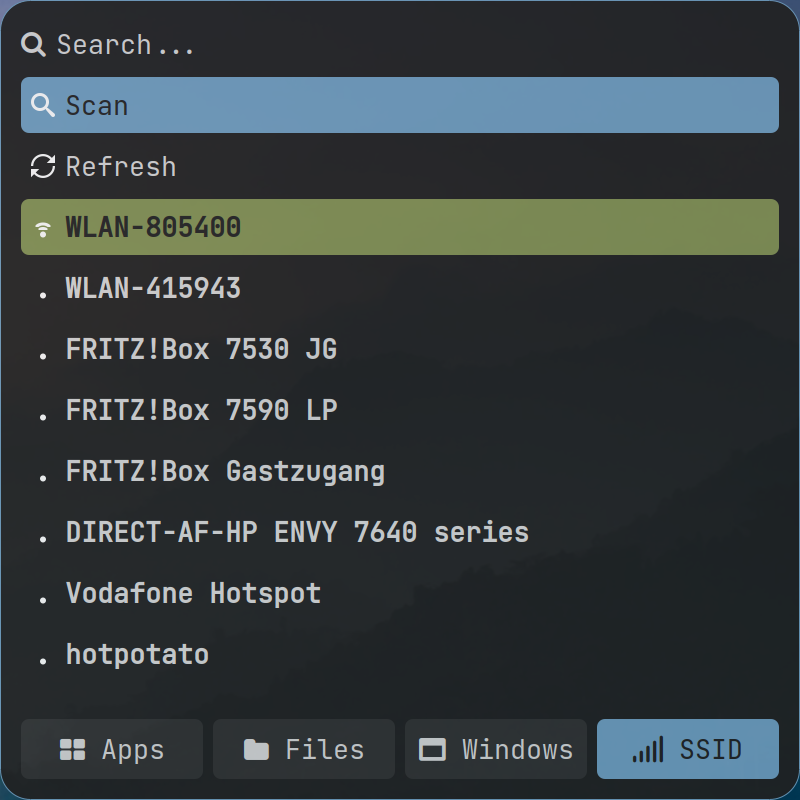 Search...
Scan
Refresh
WLAN-805400
WLAN-415943
FRITZ!Box 7530 JG
FRITZ!Box 7590 LP
FRITZ!Box Gastzugang
DIRECT-AF-HP ENVY 7640 series
Vodafone Hotspot
hotpotato
Apps Files Windows SSID